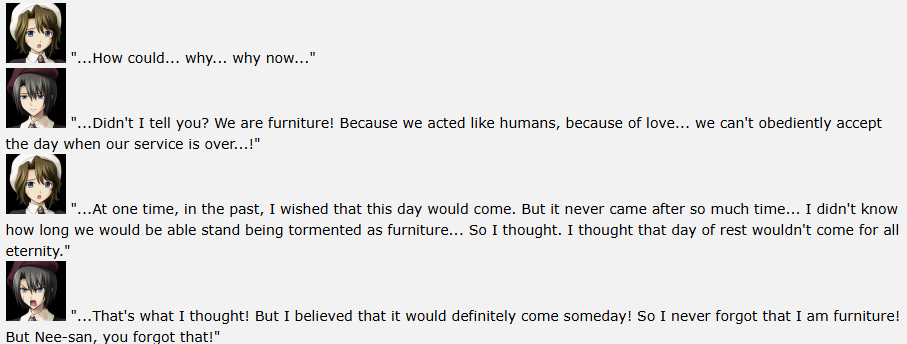 "...How could... why... why now..."
"...Didn't I tell you? We are furniture! Because we acted like humans, because of love... we can't obediently accept
the day when our service is over...!"
"...At one time, in the past, I wished that this day would come. But it never came after so much time... I didn't know
how long we would be able stand being tormented as furniture... So I thought. I thought that day of rest wouldn't come for all
eternity."
"...That's what I thought! But I believed that it would definitely come someday! So I never forgot that I am furniture!
But Nee-san, you forgot that!"